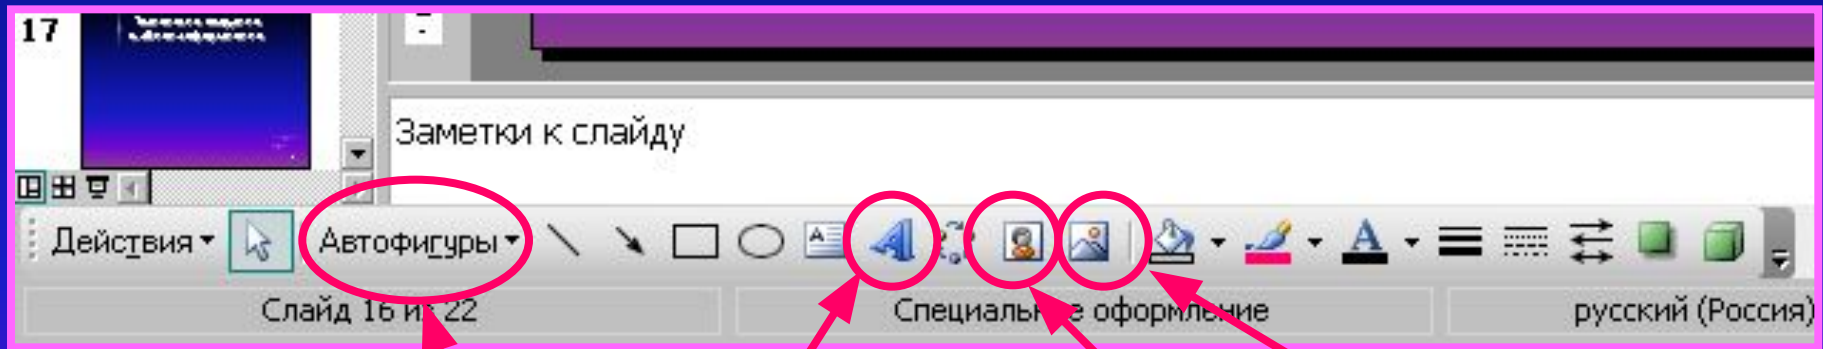 17
Заметки к слайду
Действия Автофигуры
Слайд 16 из 22 Специальное оформление русский (Россия)